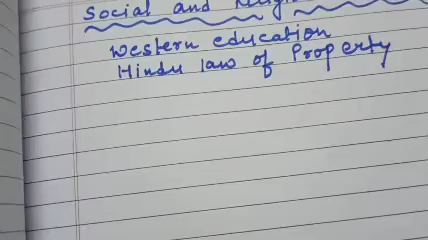 Social and
Western education
Hindu law of Property